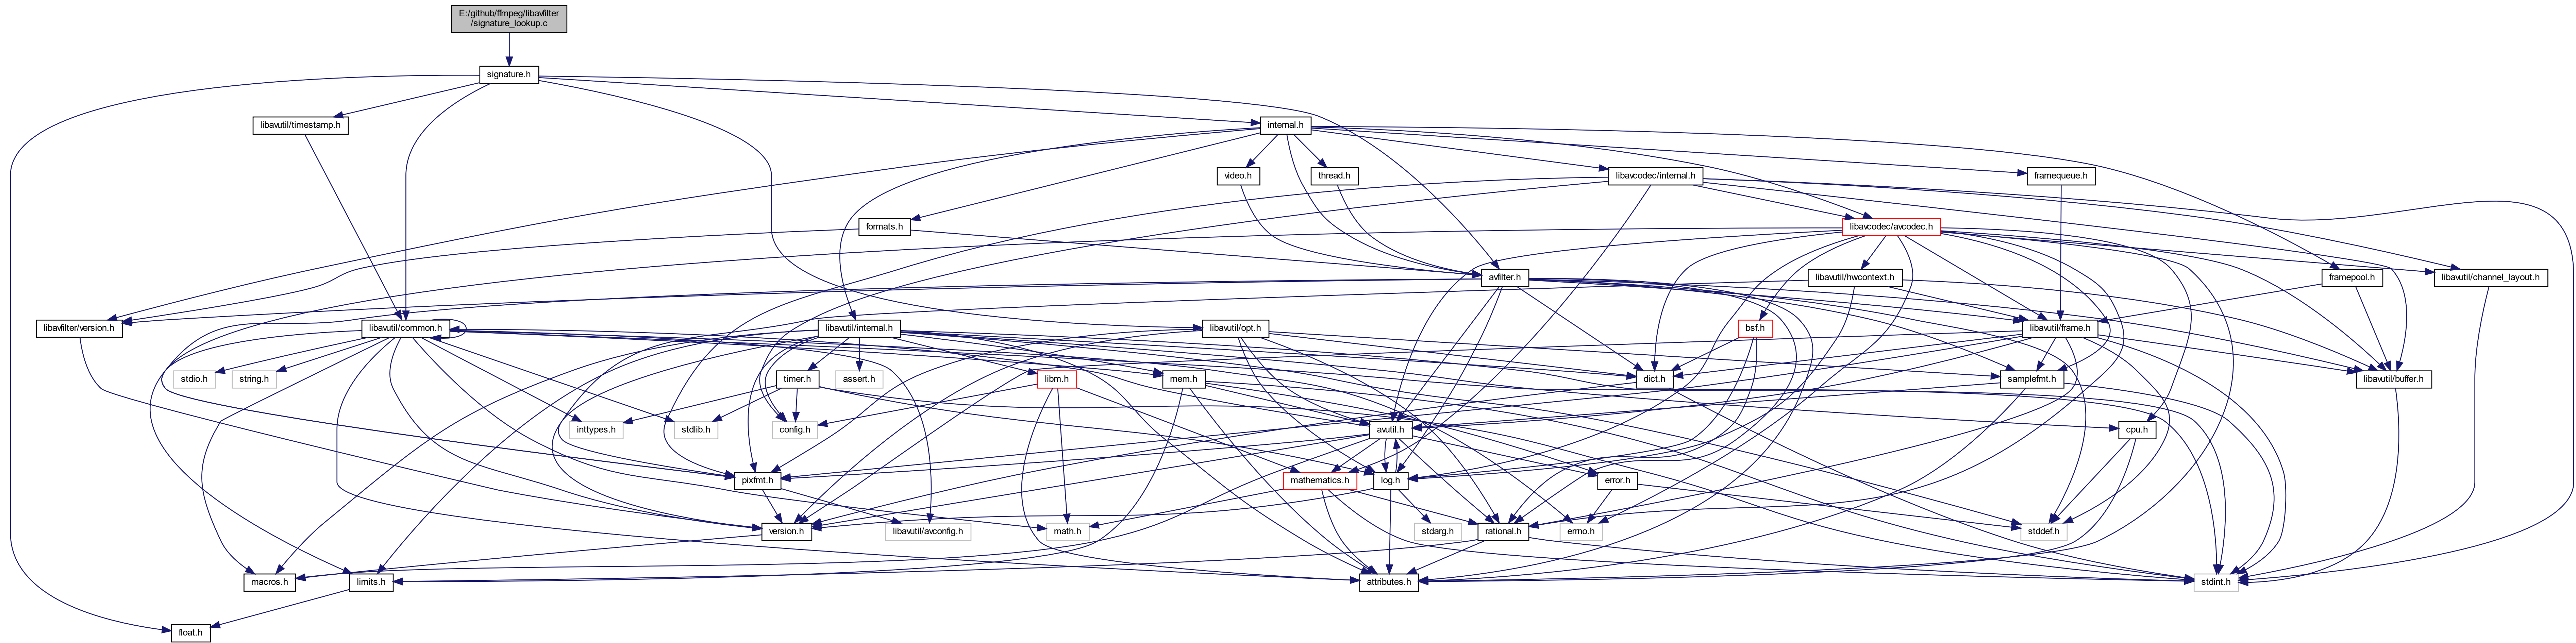 E:/github/ffmpeg/libavfilter
/signature_lookup.c
signature.h
libavutil/timestamp.h
internal.h
video.h
thread.h
libavcodec/internal.h
framequeue.h
formats.h
libavcodec/avcodec.h
avfilter.h
libavutil/hwcontext.h
framepool.h
libavutil/channel_layout.h
libavfilter/version.h
libavutil/common.h
libavutil/internal.h
libavutil/opt.h
bsf.h
libavutil/frame.h
stdio.h
string.h
timer.h
assert.h
libm.h
mem.h
dict.h
samplefmt.h
libavutil/buffer.h
inttypes.h
stdlib.h
config.h
avutil.h
cpu.h
pixfmt.h
mathematics.h
log.h
error.h
version.h
libavutil/avconfig.h
math.h
stdarg.h
rational.h
errno.h
stddef.h
macros.h
limits.h
attributes.h
stdint.h
float.h